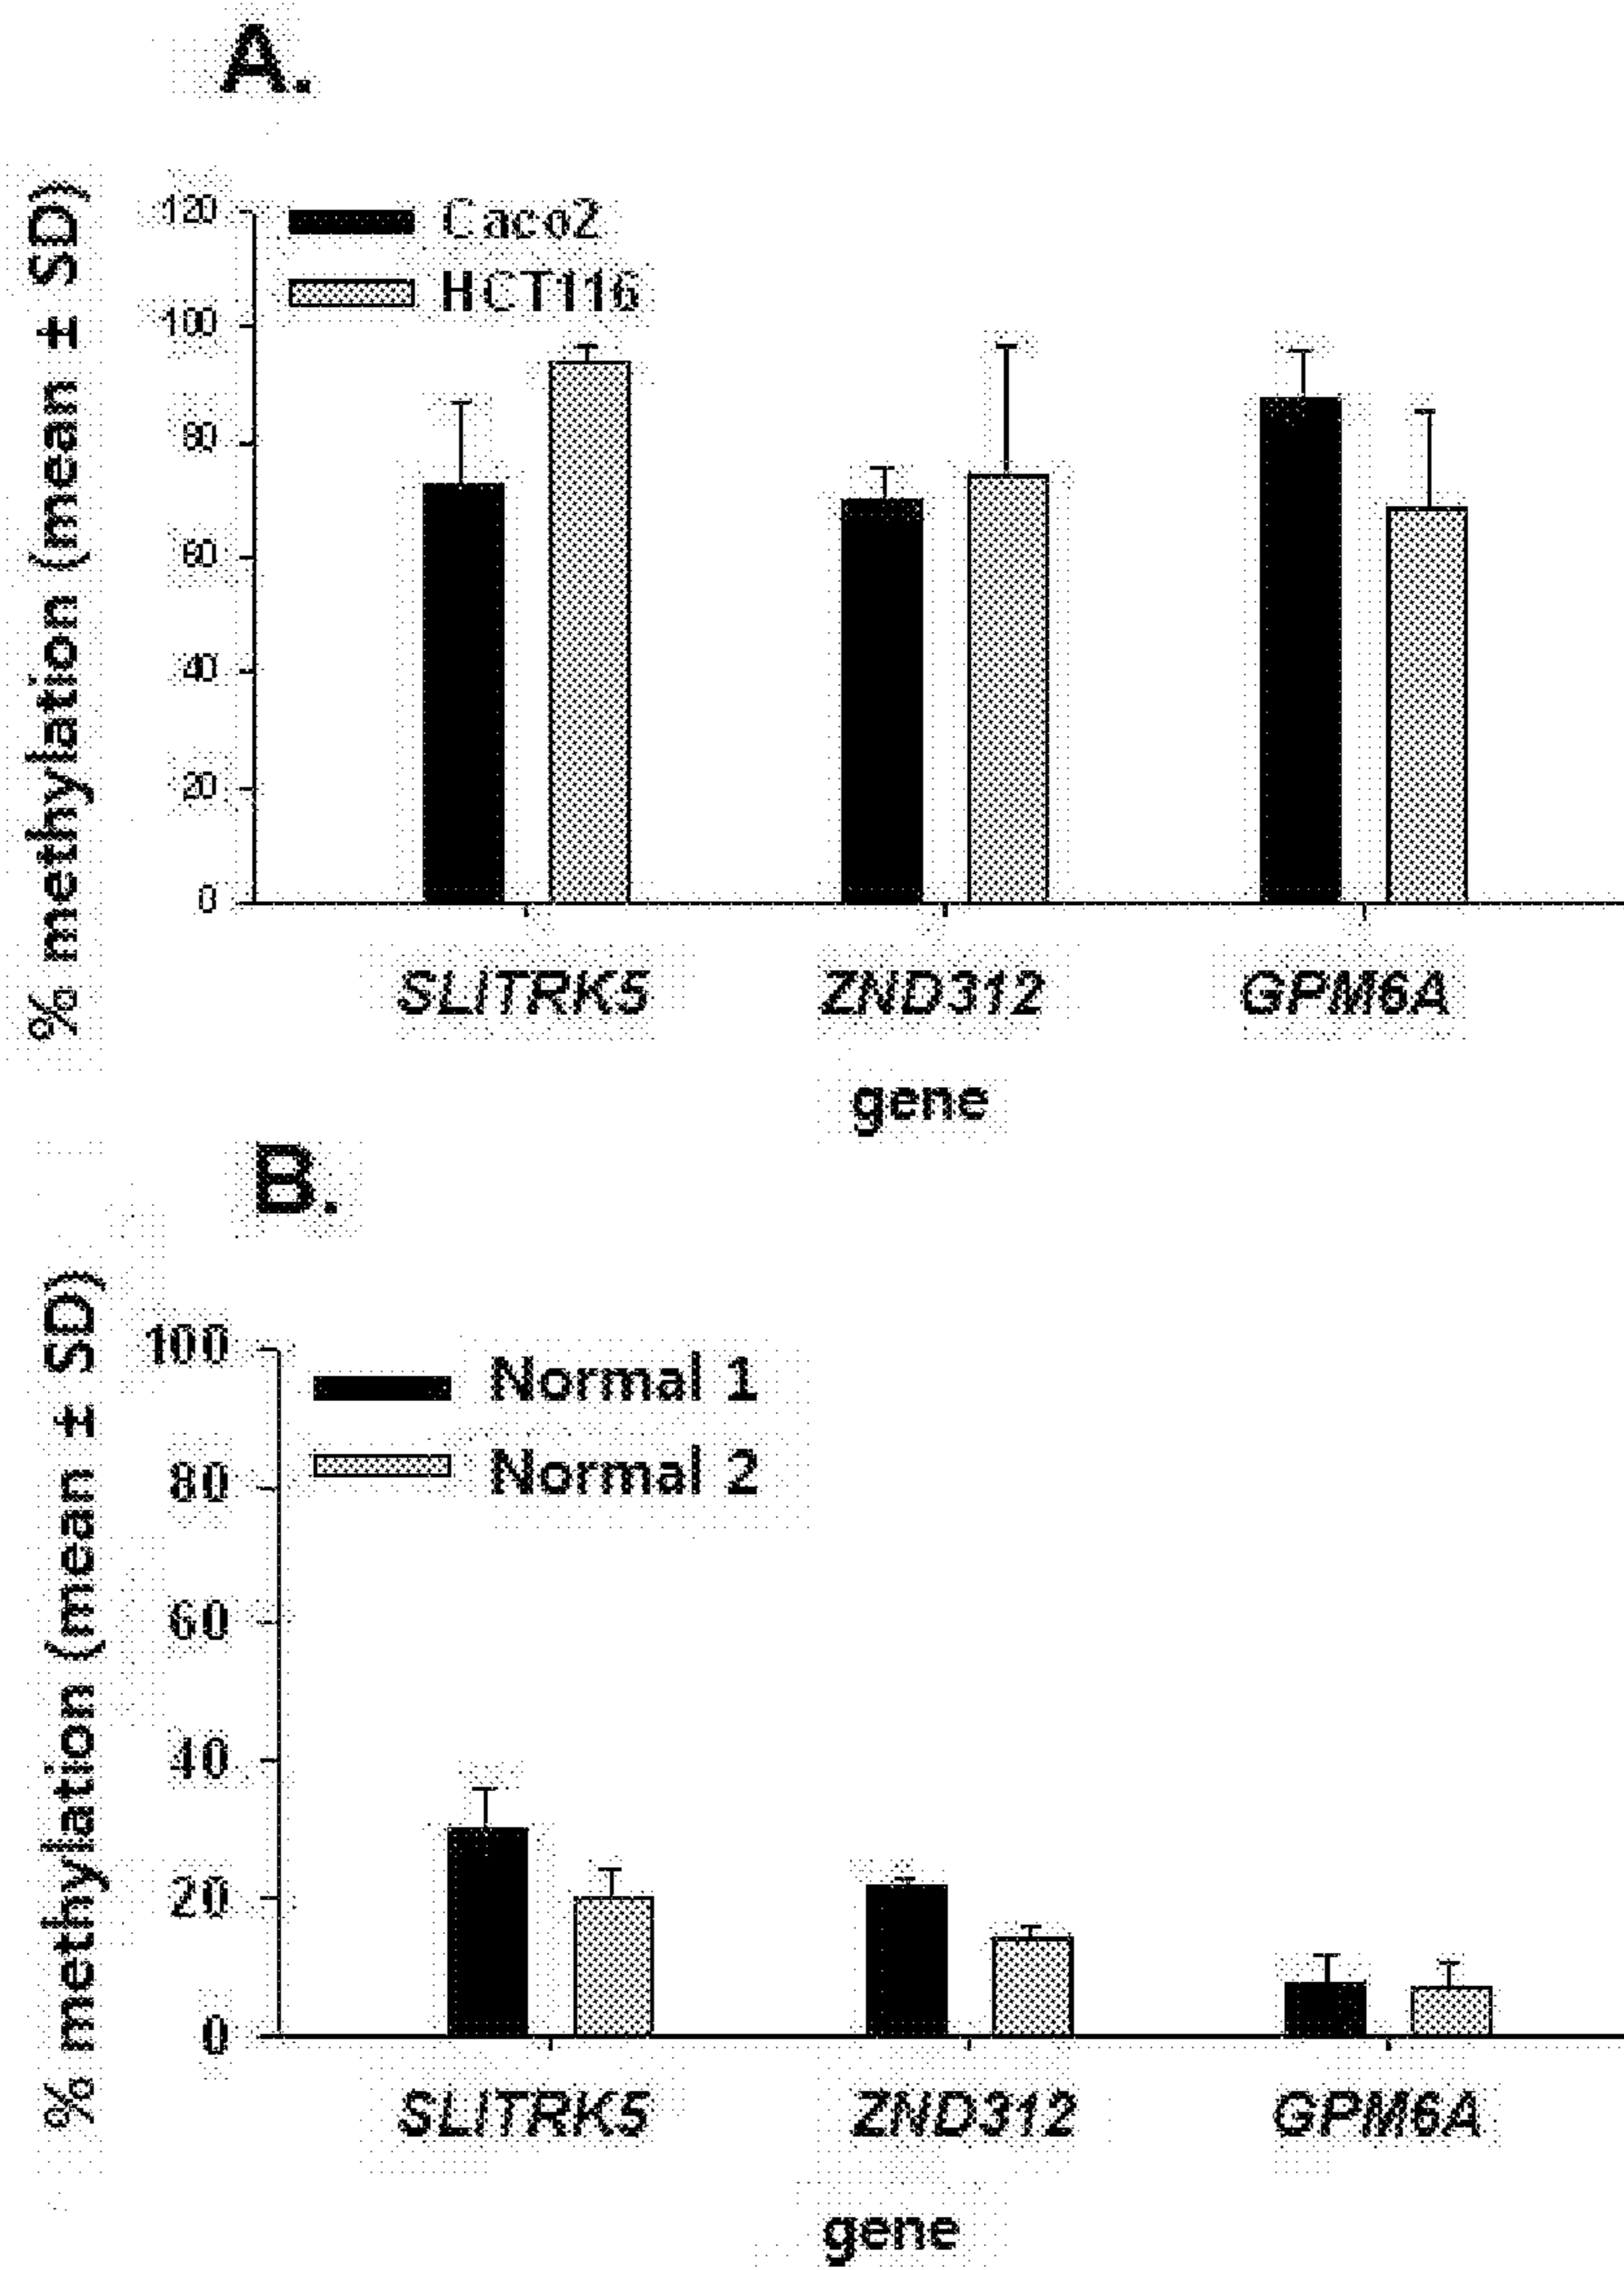 A.
% methylation (mean ± SD)
120
100
80
60
40
20
0
Caco2
HCT116
SLITRK5 ZND312 GPM6A
gene
B.
% methylation (mean ± SD)
100
80
60
40
20
0
Normal 1
Normal 2
SLITRK5 ZND312 GPM6A
gene